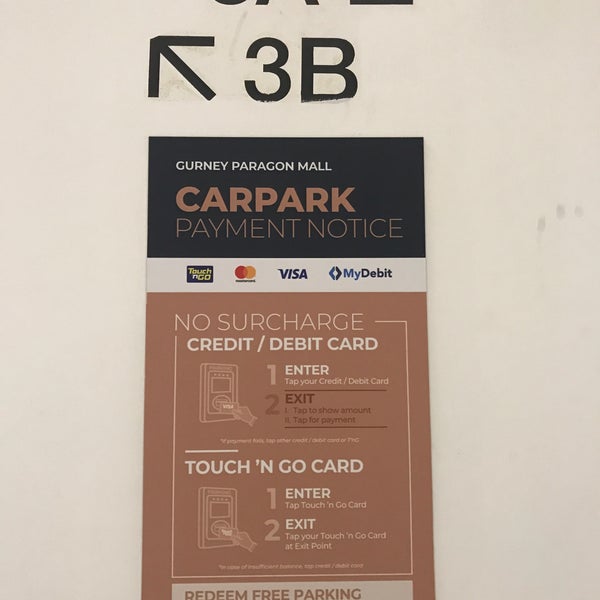 3B
GURNEY PARAGON MALL
CARPARK
PAYMENT NOTICE
Touch 'nGO mastercard VISA MyDebit
NO SURCHARGE
CREDIT / DEBIT CARD
1 ENTER
Tap your Credit / Debit Card
2 EXIT
I. Tap to show amount
II. Tap for payment
VISA
*If payment fails, tap other credit / debit card or TNG
TOUCH 'N GO CARD
1 ENTER
Tap Touch 'n Go Card
2 EXIT
Tap your Touch 'n Go Card
at Exit Point
*In case of insufficient balance, tap credit / debit card
REDEEM FREE PARKING